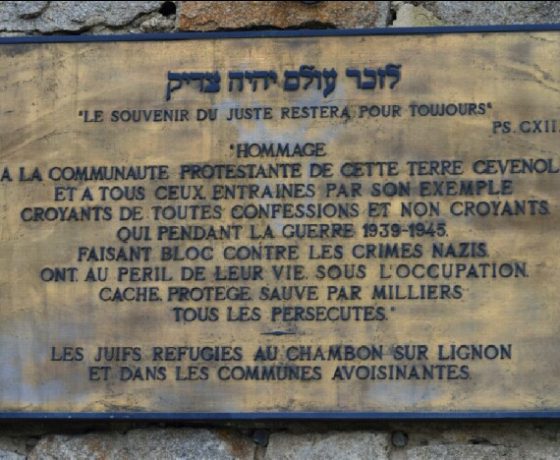 לזכר עולם יהיה צדיק
"LE SOUVENIR DU JUSTE RESTERA POUR TOUJOURS"
PS. CXII
"HOMMAGE
A LA COMMUNAUTE PROTESTANTE DE CETTE TERRE CEVENOL
ET A TOUS CEUX ENTRAINES PAR SON EXEMPLE
CROYANTS DE TOUTES CONFESSIONS ET NON CROYANTS
QUI PENDANT LA GUERRE 1939-1945.
FAISANT BLOC CONTRE LES CRIMES NAZIS.
ONT. AU PERIL DE LEUR VIE. SOUS L'OCCUPATION.
CACHE. PROTEGE. SAUVE PAR MILLIERS
TOUS LES PERSECUTES."
LES JUIFS REFUGIES AU CHAMBON SUR LIGNON
ET DANS LES COMMUNES AVOISINANTES.